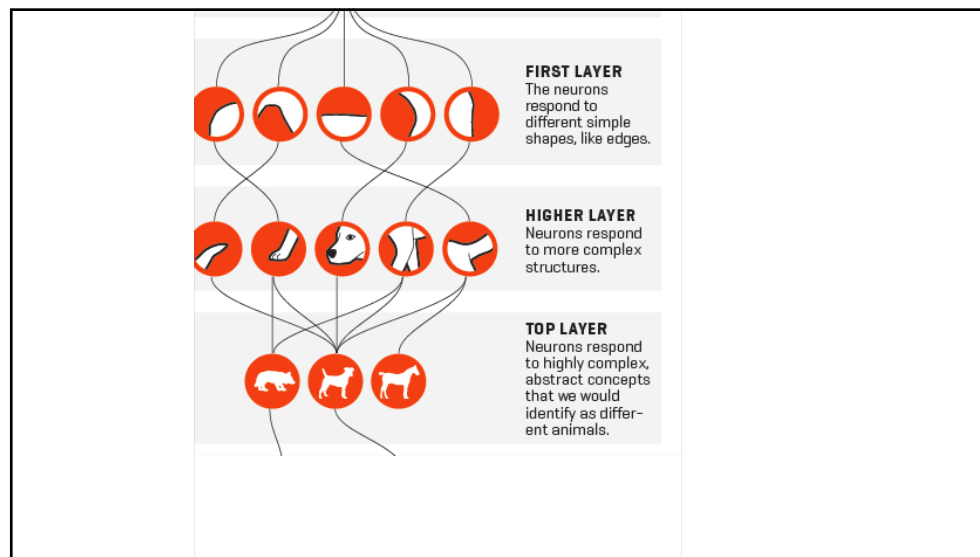 FIRST LAYER
The neurons
respond to
different simple
shapes, like edges.
HIGHER LAYER
Neurons respond
to more complex
structures.
TOP LAYER
Neurons respond
to highly complex,
abstract concepts
that we would
identify as differ-
ent animals.